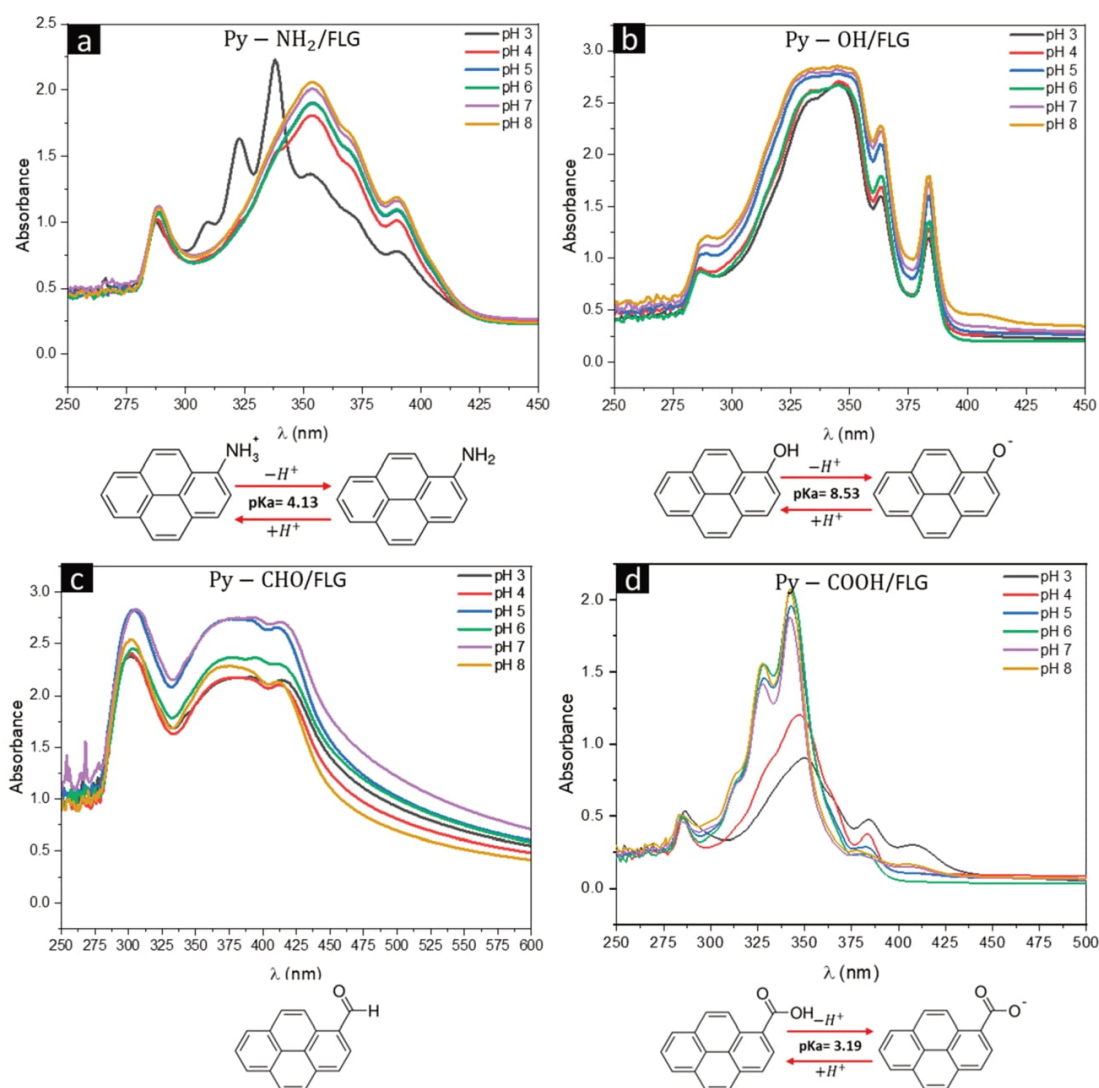 a
Py – NH₂/FLG
pH 3
pH 4
pH 5
pH 6
pH 7
pH 8
2.5
2.0
1.5
1.0
0.5
0.0
Absorbance
250 275 300 325 350 375 400 425 450
λ (nm)
b
Py – OH/FLG
pH 3
pH 4
pH 5
pH 6
pH 7
pH 8
3.0
2.5
2.0
1.5
1.0
0.5
0.0
Absorbance
250 275 300 325 350 375 400 425 450
λ (nm)
NH₃⁺
−H⁺
pKa= 4.13
+H⁺
NH₂
OH
−H⁺
pKa= 8.53
+H⁺
O⁻
c
Py – CHO/FLG
pH 3
pH 4
pH 5
pH 6
pH 7
pH 8
3.0
2.5
2.0
1.5
1.0
0.5
0.0
Absorbance
250 275 300 325 350 375 400 425 450 475 500 525 550 575 600
λ (nm)
d
Py – COOH/FLG
pH 3
pH 4
pH 5
pH 6
pH 7
pH 8
2.0
1.5
1.0
0.5
0.0
Absorbance
250 275 300 325 350 375 400 425 450 475 500
λ (nm)
O
H
O
OH
−H⁺
pKa= 3.19
+H⁺
O
O⁻